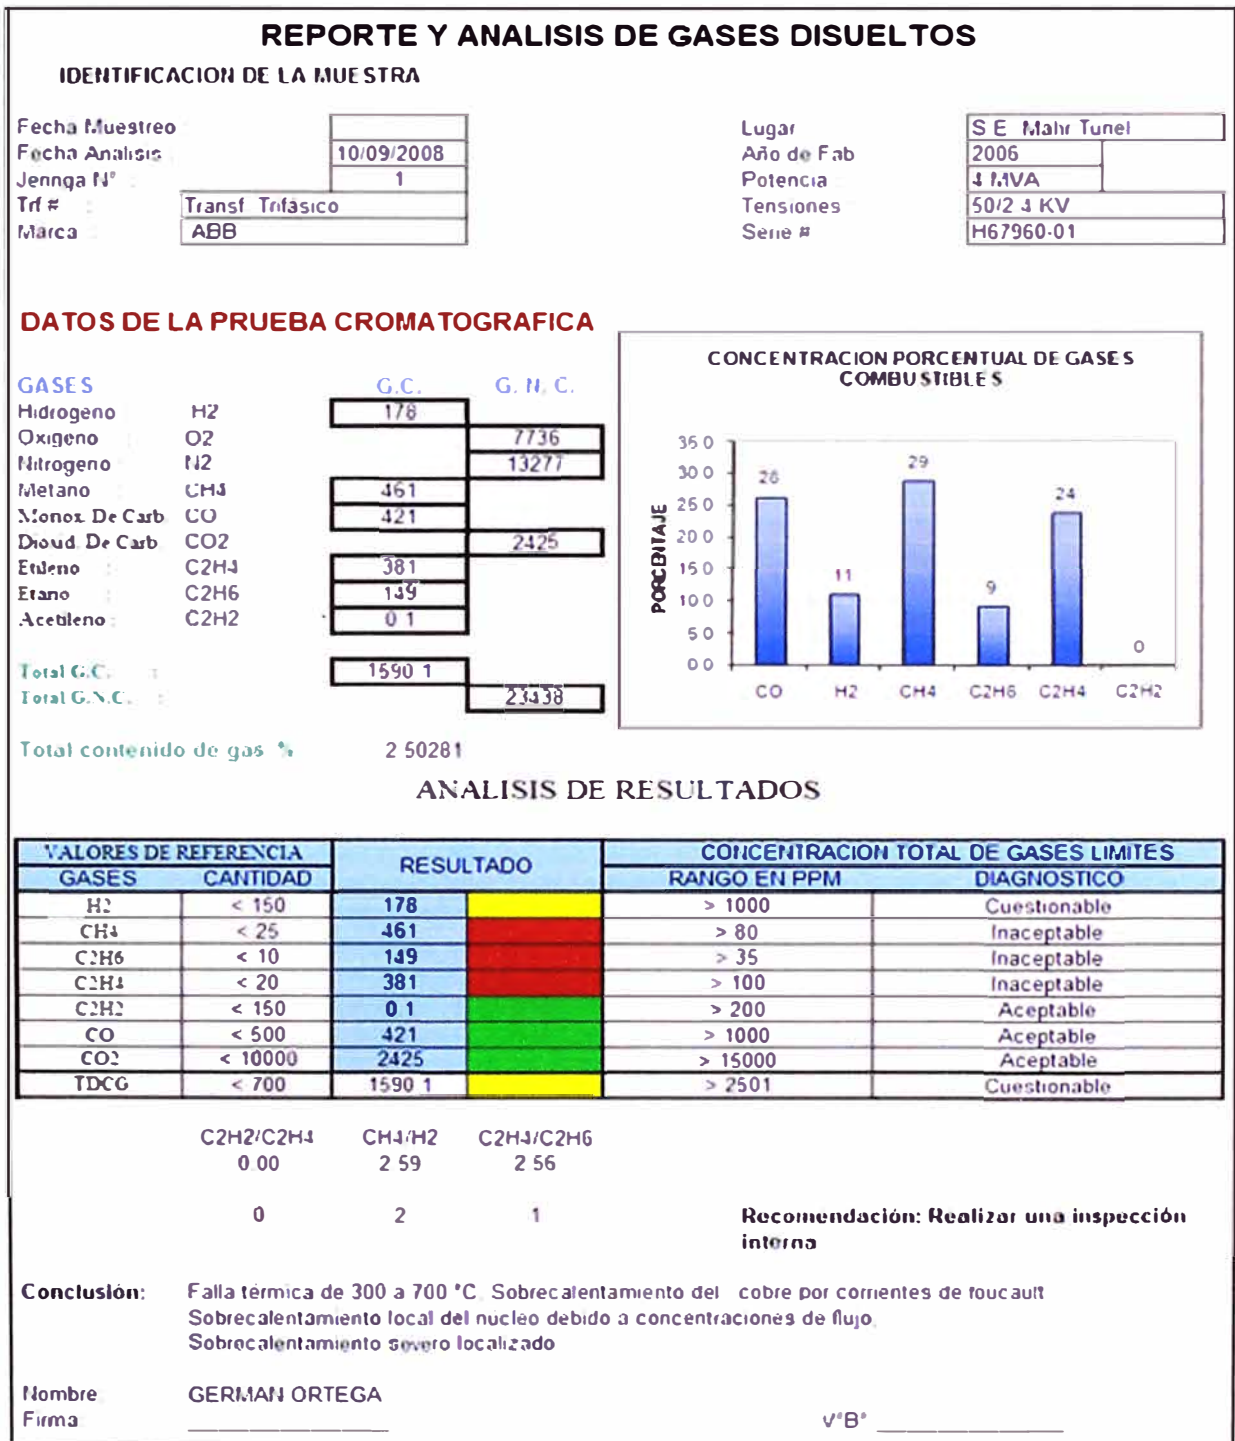 REPORTE Y ANALISIS DE GASES DISUELTOS
IDENTIFICACION DE LA MUESTRA
Fecha Muestreo
Fecha Analisis 10/09/2008
Jeringa N° : 1
Trf # : Transf Trifásico
Marca ABB
Lugar S E Mahr Tunel
Año de Fab 2006
Potencia 4 MVA
Tensiones 50/2 4 KV
Serie # H67960-01
DATOS DE LA PRUEBA CROMATOGRAFICA
GASES G.C. G. N. C.
Hidrogeno H2 178
Oxigeno : O2 7736
Nitrogeno N2 13277
Metano CH4 461
Monox. De Carb CO 421
Dioxid. De Carb CO2 2425
Etileno : C2H4 381
Etano : C2H6 149
Acetileno : C2H2 0 1
Total G.C. : 1590 1
Total G.N.C. : 23438
Total contenido de gas % 2 50281
CONCENTRACION PORCENTUAL DE GASES
COMBUSTIBLES
PORCENTAJE
35 0
30 0
25 0
20 0
15 0
10 0
5 0
0 0
26 11 29 9 24 0
CO H2 CH4 C2H6 C2H4 C2H2
ANALISIS DE RESULTADOS
VALORES DE REFERENCIA RESULTADO CONCENTRACION TOTAL DE GASES LIMITES
GASES CANTIDAD RANGO EN PPM DIAGNOSTICO
H2 < 150 178 > 1000 Cuestionable
CH4 < 25 461 > 80 Inaceptable
C2H6 < 10 149 > 35 Inaceptable
C2H4 < 20 381 > 100 Inaceptable
C2H2 < 150 0 1 > 200 Aceptable
CO < 500 421 > 1000 Aceptable
CO2 < 10000 2425 > 15000 Aceptable
TDCG < 700 1590 1 > 2501 Cuestionable
C2H2/C2H4 CH4/H2 C2H4/C2H6
0.00 2 59 2 56
0 2 1
Recomendación: Realizar una inspección
interna
Conclusión: Falla térmica de 300 a 700 °C. Sobrecalentamiento del cobre por corrientes de foucault
Sobrecalentamiento local del nucleo debido a concentraciones de flujo.
Sobrecalentamiento severo localizado
Nombre GERMAN ORTEGA
Firma
V°B°